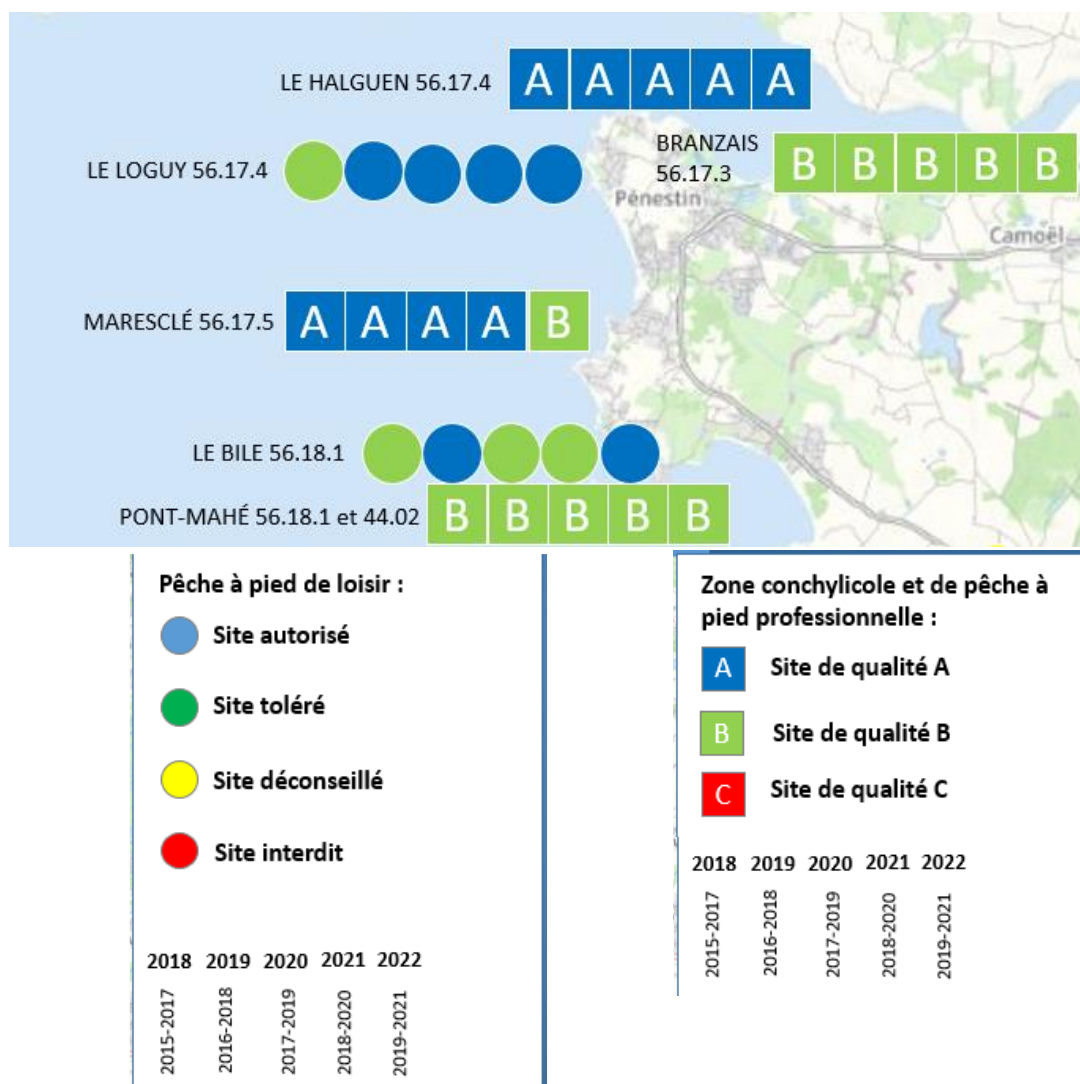 LE HALGUEN 56.17.4
A A A A A
LE LOGUY 56.17.4
BRANZAIS
56.17.3
B B B B B
Pénestin
Camoël
MARESCLÉ 56.17.5
A A A A B
LE BILE 56.18.1
PONT-MAHÉ 56.18.1 et 44.02
B B B B B
Pêche à pied de loisir :
Site autorisé
Site toléré
Site déconseillé
Site interdit
2018 2019 2020 2021 2022
2015-2017 2016-2018 2017-2019 2018-2020 2019-2021
Zone conchylicole et de pêche à
pied professionnelle :
A Site de qualité A
B Site de qualité B
C Site de qualité C
2018 2019 2020 2021 2022
2015-2017 2016-2018 2017-2019 2018-2020 2019-2021